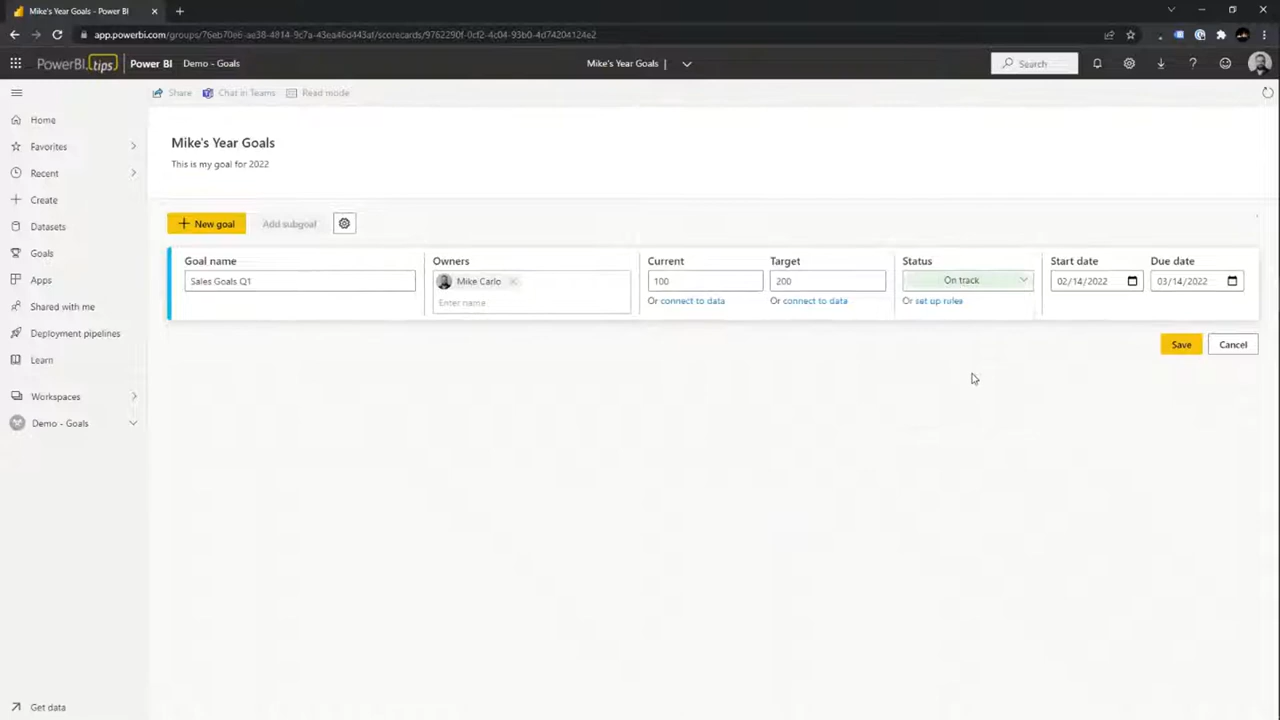 Mike's Year Goals - Power BI
app.powerbi.com/groups/76eb70e6-ae38-4814-9c7a-43ea46d443af/scorecards/9762290f-0cf2-4c04-93b0-4d74204124e2
PowerBI.tips Power BI Demo - Goals Mike's Year Goals Search
Share Chat in Teams Read mode
Home
Favorites
Recent
Create
Datasets
Goals
Apps
Shared with me
Deployment pipelines
Learn
Workspaces
Demo - Goals
Get data
Mike's Year Goals
This is my goal for 2022
New goal Add subgoal
Goal name Owners Current Target Status Start date Due date
Sales Goals Q1 Mike Carlo 100 200 On track 02/14/2022 03/14/2022
Enter name Or connect to data Or connect to data Or set up rules
Save Cancel